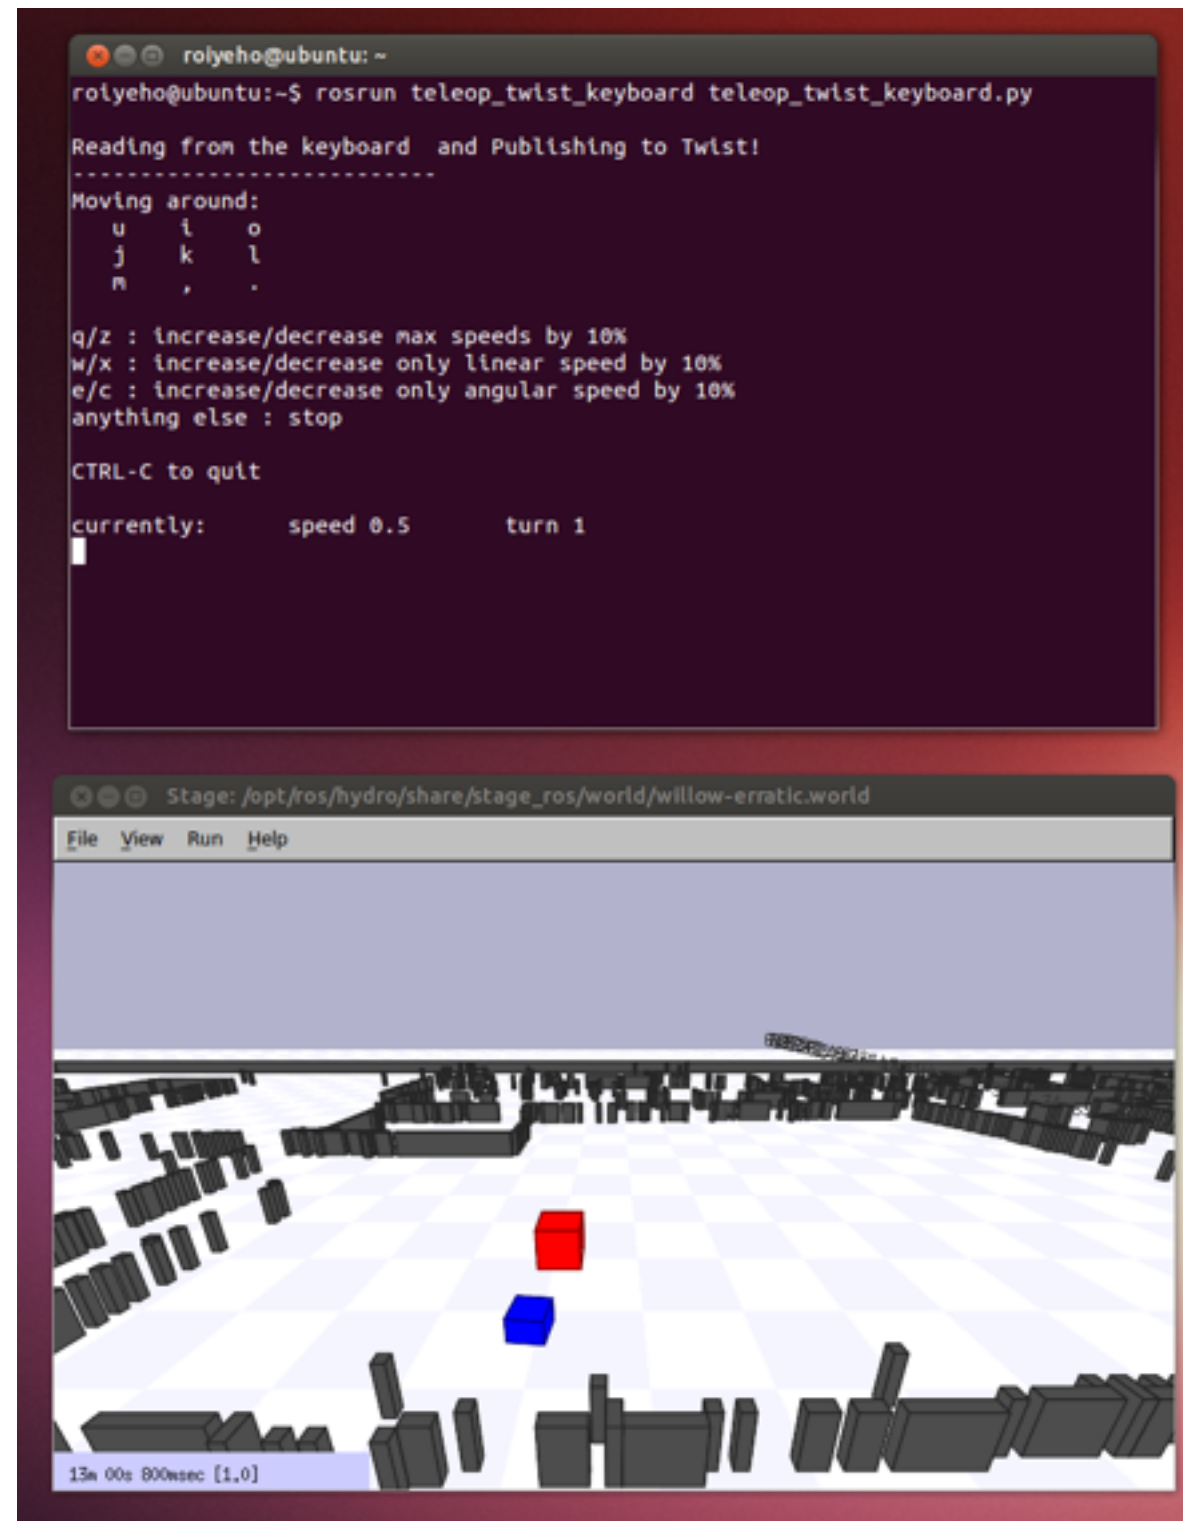 roiyeho@ubuntu: ~
roiyeho@ubuntu:~$ rosrun teleop_twist_keyboard teleop_twist_keyboard.py
Reading from the keyboard  and Publishing to Twist!
---------------------------
Moving around:
u    i    o
j    k    l
m    ,    .
q/z : increase/decrease max speeds by 10%
w/x : increase/decrease only linear speed by 10%
e/c : increase/decrease only angular speed by 10%
anything else : stop
CTRL-C to quit
currently:      speed 0.5       turn 1
Stage: /opt/ros/hydro/share/stage_ros/world/willow-erratic.world
File View Run Help
13m 00s 800msec [1.0]